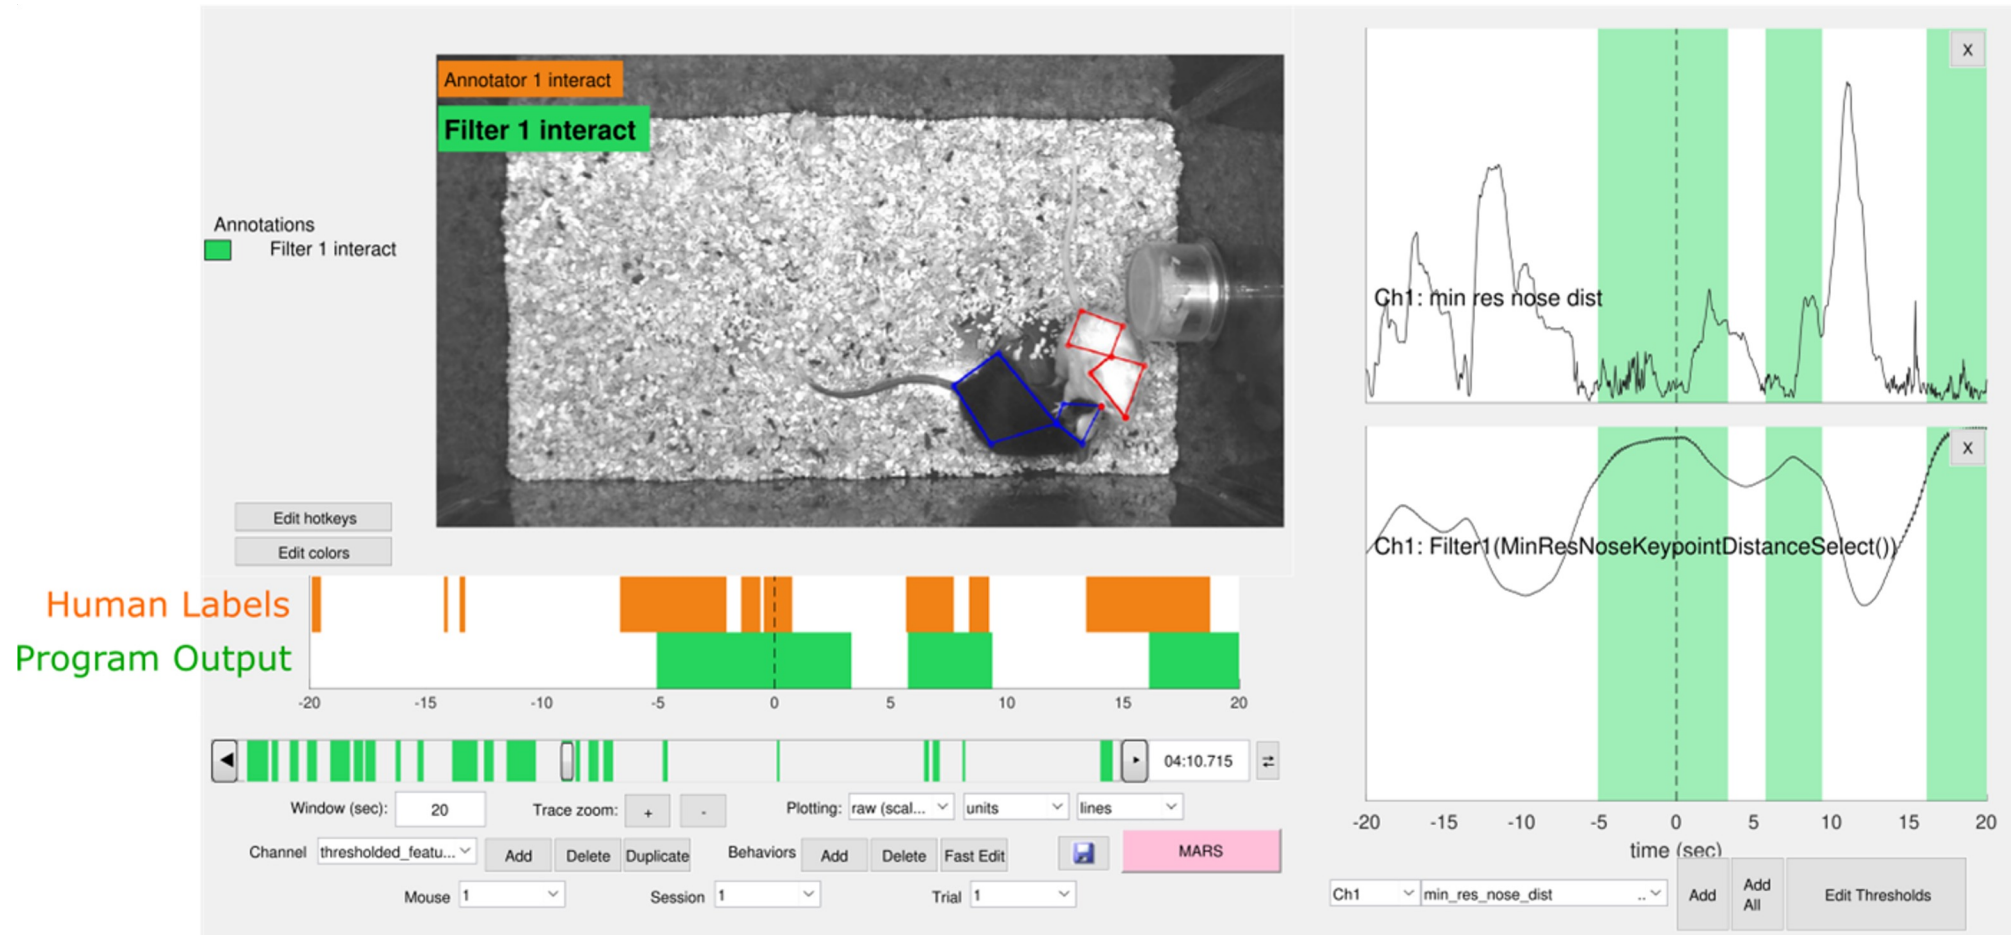 Annotator 1 interact
Filter 1 interact
Annotations
Filter 1 interact
Edit hotkeys
Edit colors
Human Labels
Program Output
-20 -15 -10 -5 0 5 10 15 20
04:10.715
Window (sec): 20 Trace zoom: + - Plotting: raw (scal... units lines
Channel thresholded_featu... Add Delete Duplicate Behaviors Add Delete Fast Edit MARS
Mouse 1 Session 1 Trial 1
X
Ch1: min res nose dist
X
Ch1: Filter1(MinResNoseKeypointDistanceSelect())
-20 -15 -10 -5 0 5 10 15 20
time (sec)
Ch1 min_res_nose_dist .. Add Add All Edit Thresholds